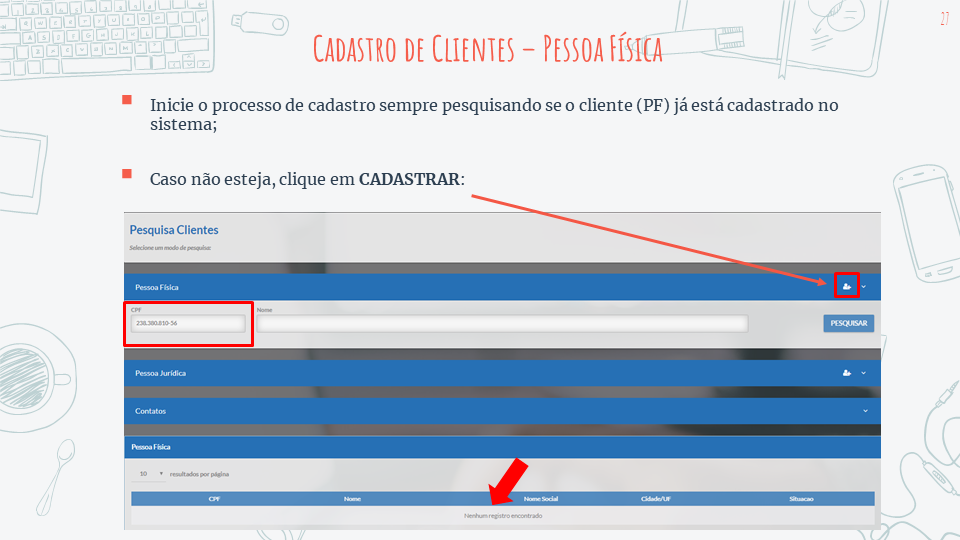 27
Cadastro de Clientes – Pessoa Física
Inicie o processo de cadastro sempre pesquisando se o cliente (PF) já está cadastrado no
sistema;
Caso não esteja, clique em CADASTRAR:
Pesquisa Clientes
Selecione um modo de pesquisa:
Pessoa Física
CPF
Nome
238.380.810-56
PESQUISAR
Pessoa Jurídica
Contatos
Pessoa Física
10 resultados por página
CPF Nome Nome Social Cidade/UF Situacao
Nenhum registro encontrado